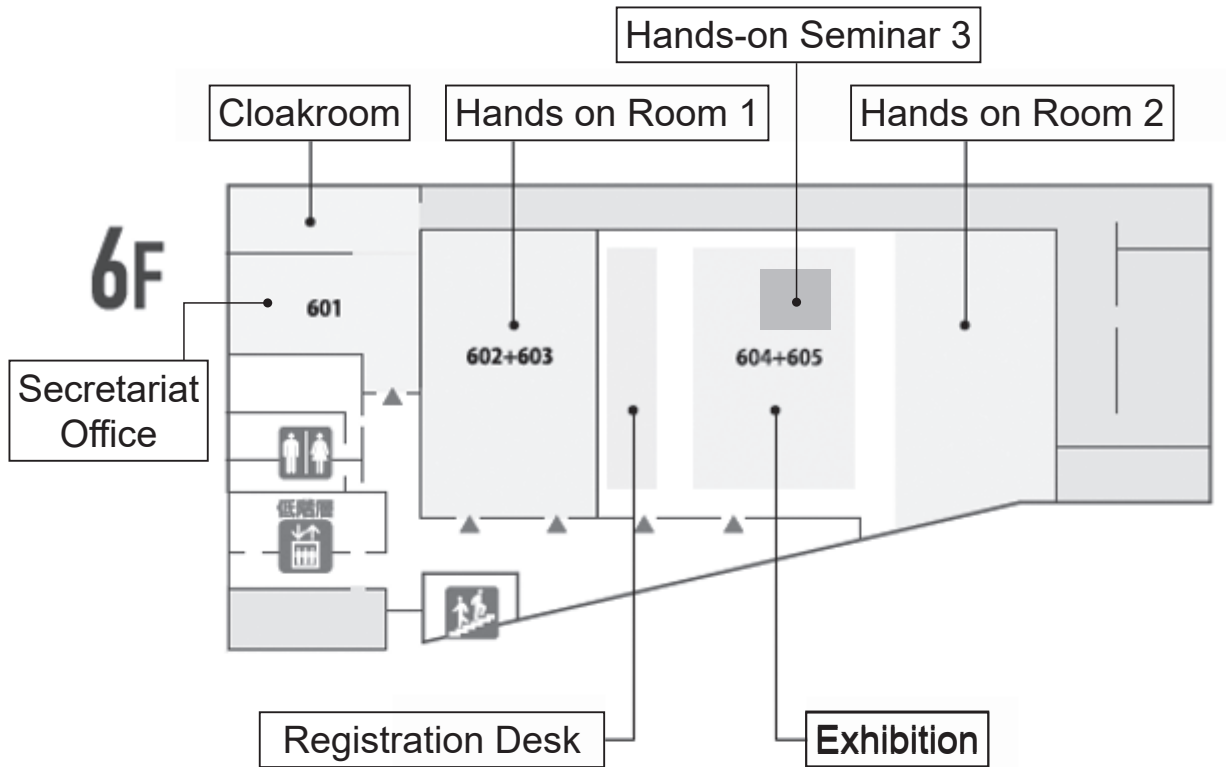 Hands-on Seminar 3
Cloakroom
Hands on Room 1
Hands on Room 2
6F
601
602+603
604+605
Secretariat
Office
低階層
Registration Desk
Exhibition